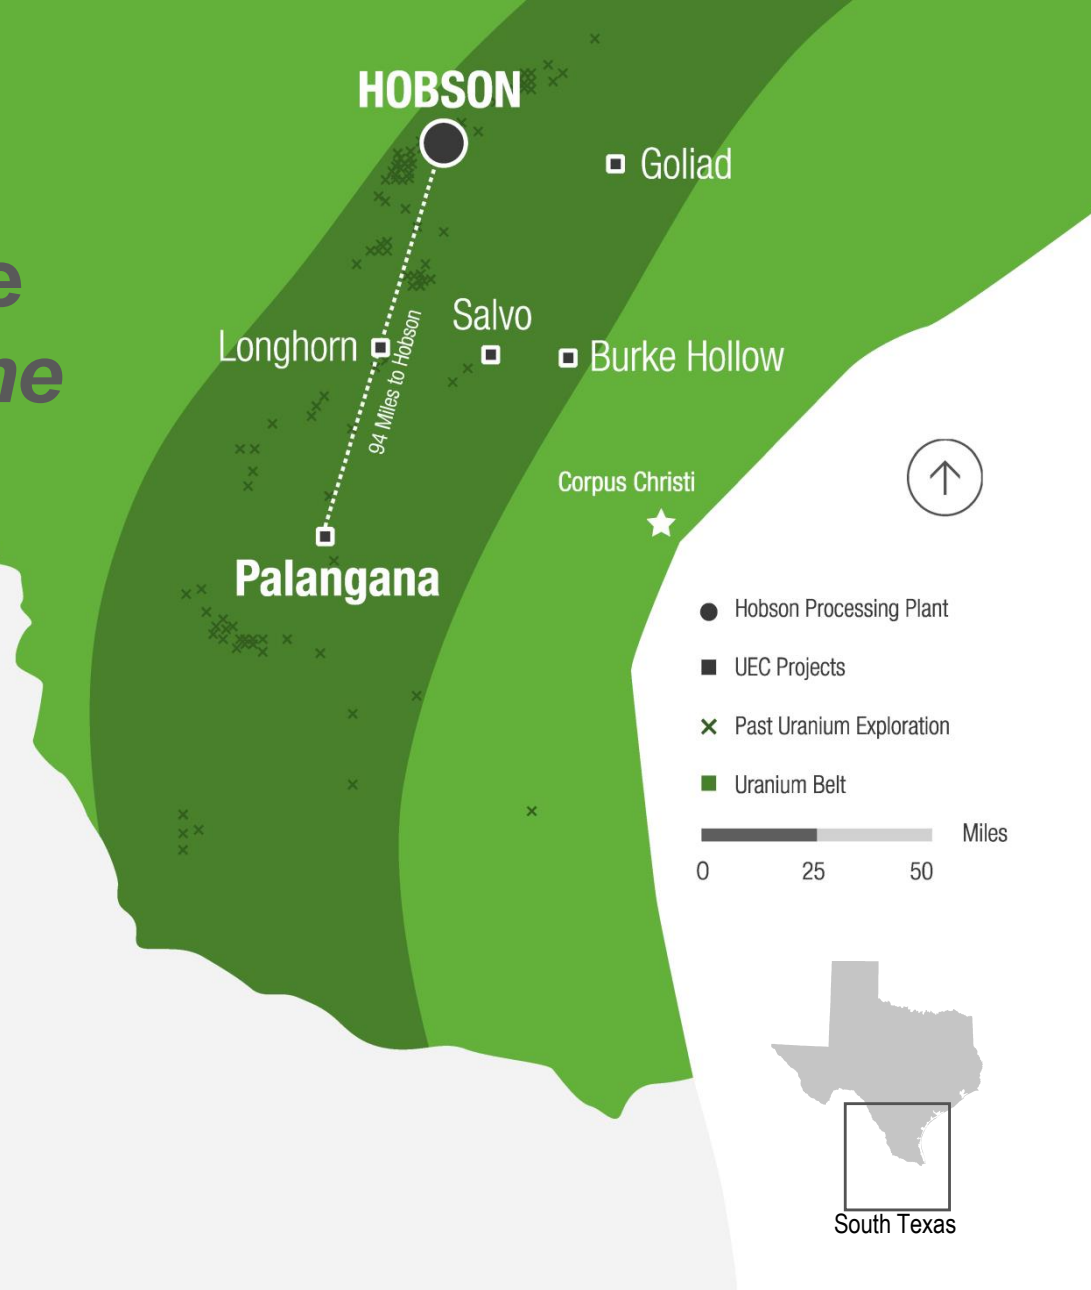 HOBSON
Goliad
Salvo
Longhorn
Burke Hollow
94 Miles to Hobson
Corpus Christi
Palangana
Hobson Processing Plant
UEC Projects
Past Uranium Exploration
Uranium Belt
Miles
0 25 50
South Texas